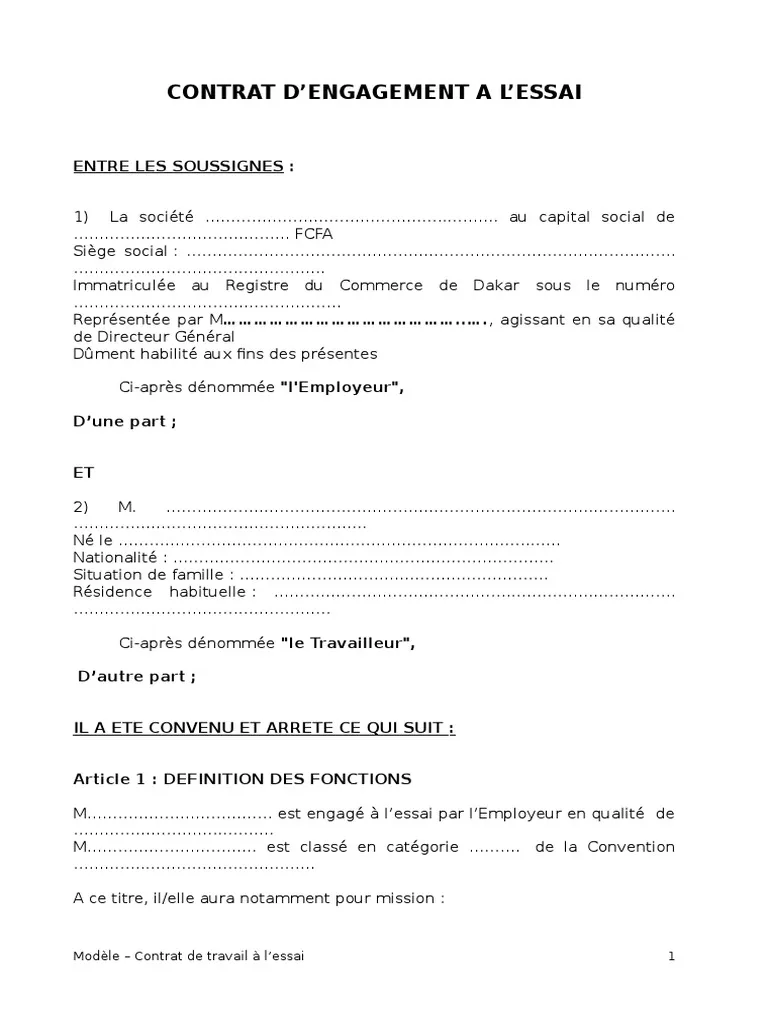 CONTRAT D’ENGAGEMENT A L’ESSAI
ENTRE LES SOUSSIGNES :
1) La société ......................................................... au capital social de
.......................................... FCFA
Siège social : ...............................................................................................
.................................................
Immatriculée au Registre du Commerce de Dakar sous le numéro
....................................................
Représentée par M…………………………………………..…., agissant en sa qualité
de Directeur Général
Dûment habilité aux fins des présentes
Ci-après dénommée "l'Employeur",
D’une part ;
ET
2) M. ...................................................................................................
.........................................................
Né le ......................................................................................
Nationalité : ..........................................................................
Situation de famille : ............................................................
Résidence habituelle : ..............................................................................
..................................................
Ci-après dénommée "le Travailleur",
D’autre part ;
IL A ETE CONVENU ET ARRETE CE QUI SUIT :
Article 1 : DEFINITION DES FONCTIONS
M.................................... est engagé à l’essai par l’Employeur en qualité de
.......................................
M................................. est classé en catégorie .......... de la Convention
...............................................
A ce titre, il/elle aura notamment pour mission :
Modèle – Contrat de travail à l’essai 1